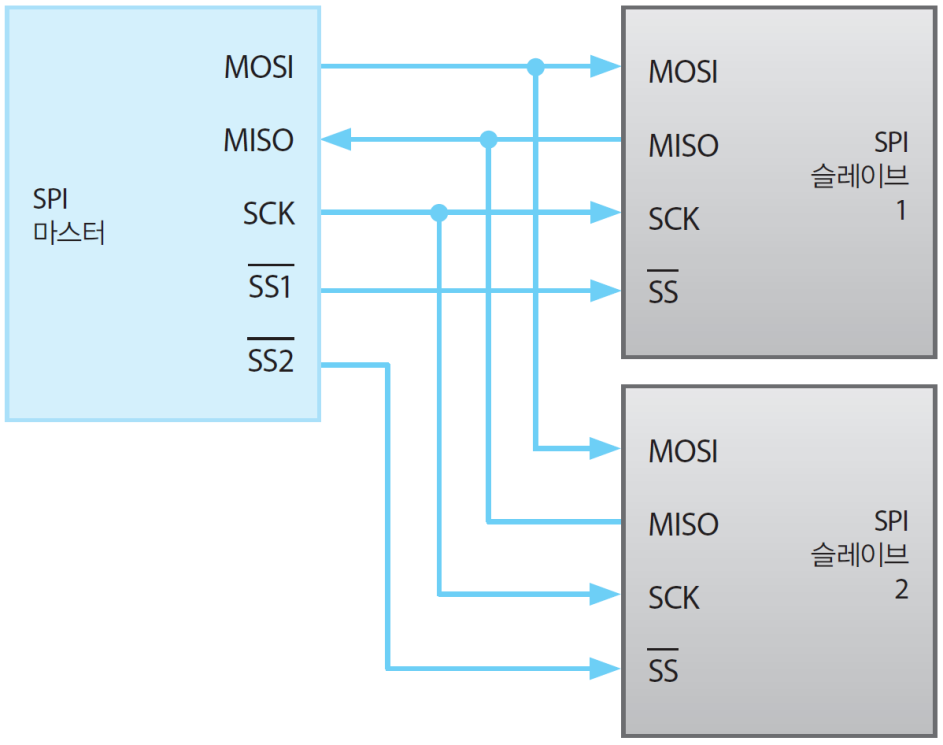 SPI
마스터
MOSI
MISO
SCK
SS1
SS2
MOSI
MISO
SCK
SS
SPI
슬레이브
1
MOSI
MISO
SCK
SS
SPI
슬레이브
2